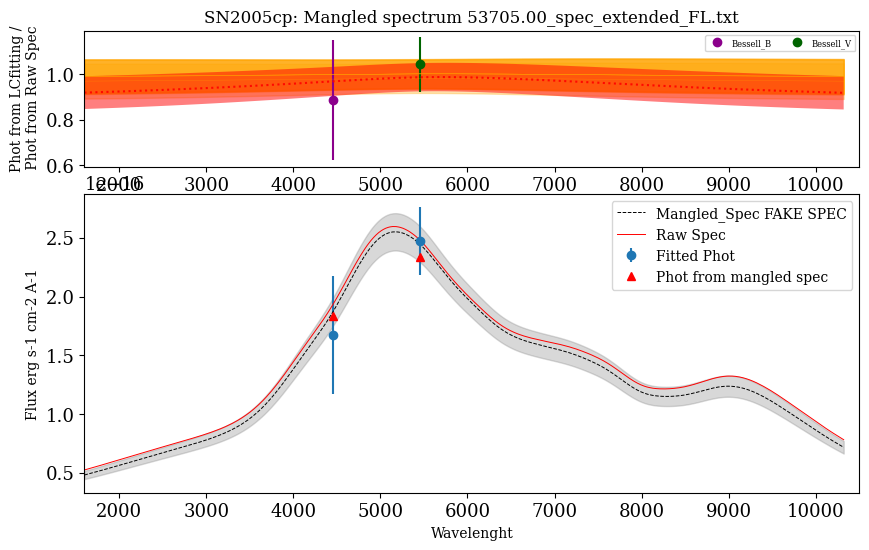 SN2005cp: Mangled spectrum 53705.00_spec_extended_FL.txt
Phot from LCfitting /
Phot from Raw Spec
Bessell_B
Bessell_V
1.0
0.8
0.6
2000 3000 4000 5000 6000 7000 8000 9000 10000
1e−16
Flux erg s-1 cm-2 A-1
2.5
2.0
1.5
1.0
0.5
Mangled_Spec FAKE SPEC
Raw Spec
Fitted Phot
Phot from mangled spec
2000 3000 4000 5000 6000 7000 8000 9000 10000
Wavelenght